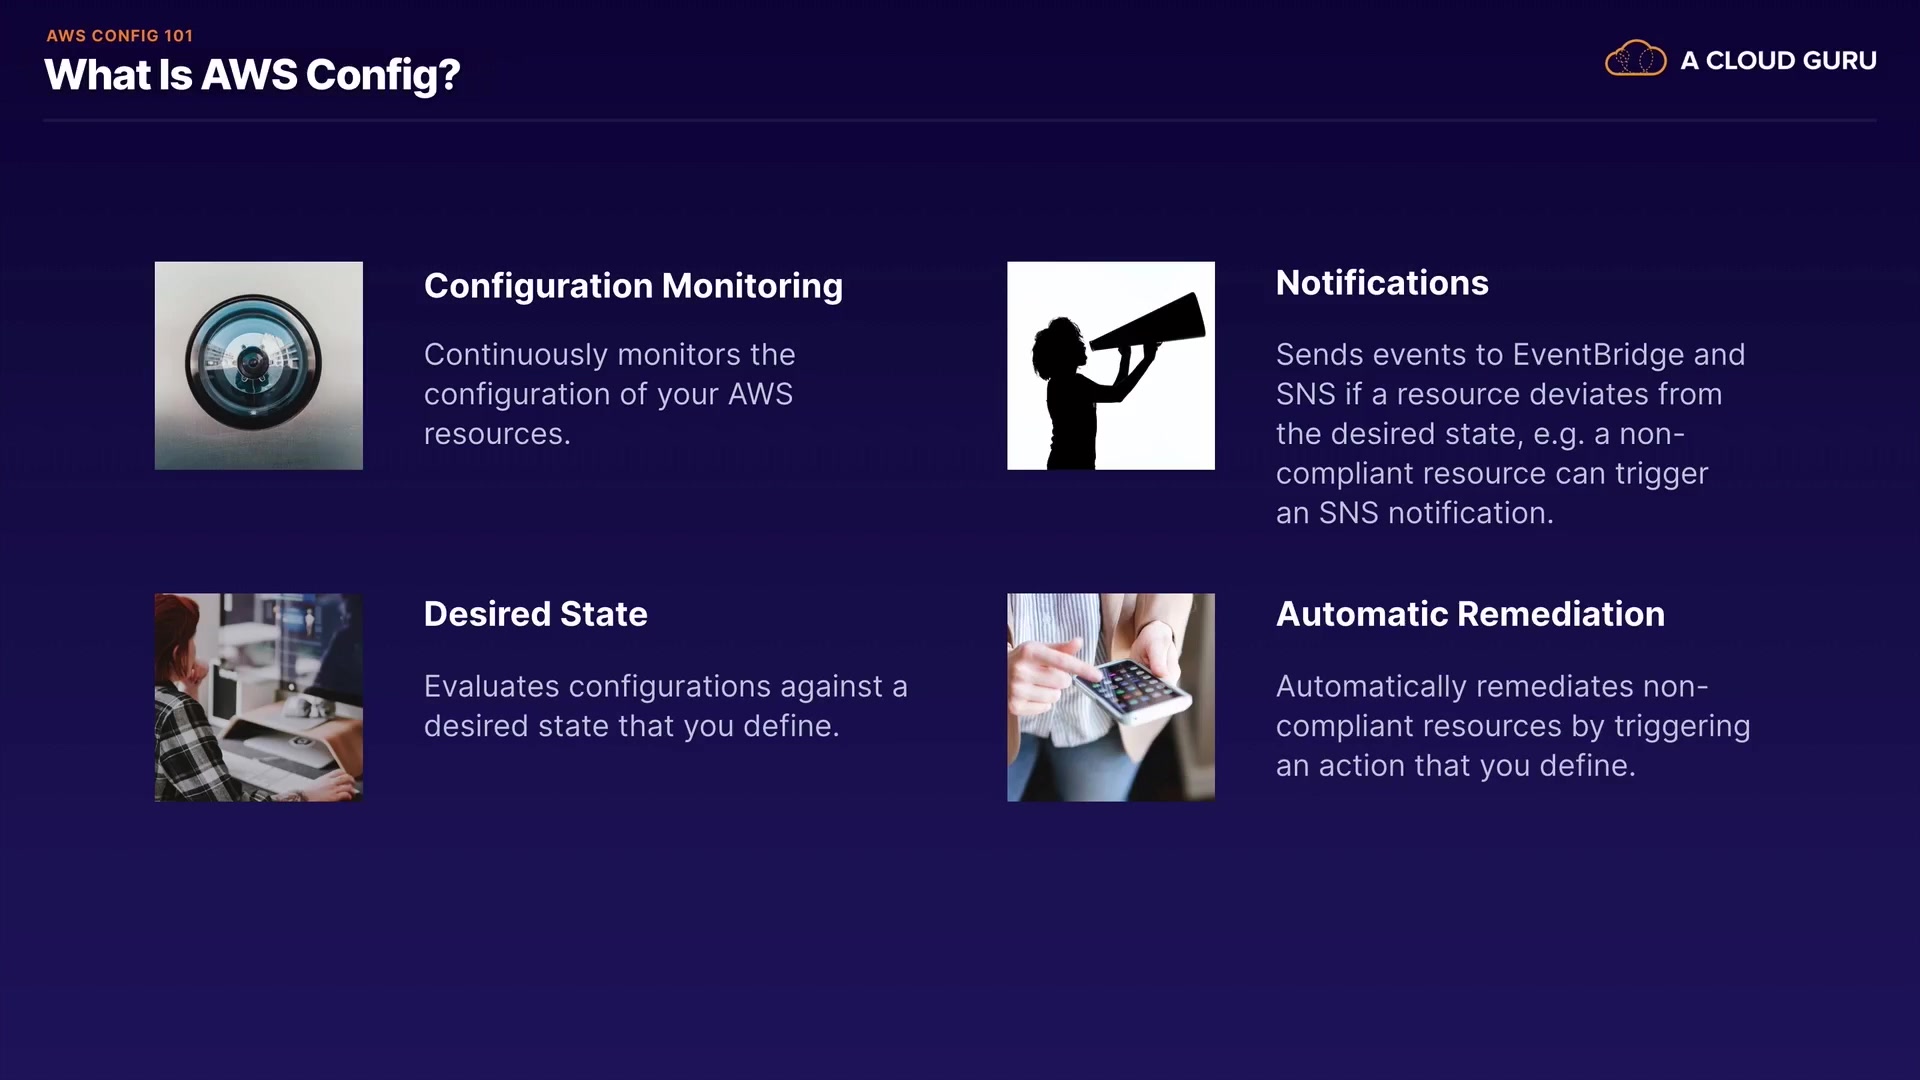 AWS CONFIG 101
What Is AWS Config?
A CLOUD GURU
Configuration Monitoring
Continuously monitors the
configuration of your AWS
resources.
Notifications
Sends events to EventBridge and
SNS if a resource deviates from
the desired state, e.g. a non-
compliant resource can trigger
an SNS notification.
Desired State
Evaluates configurations against a
desired state that you define.
Automatic Remediation
Automatically remediates non-
compliant resources by triggering
an action that you define.